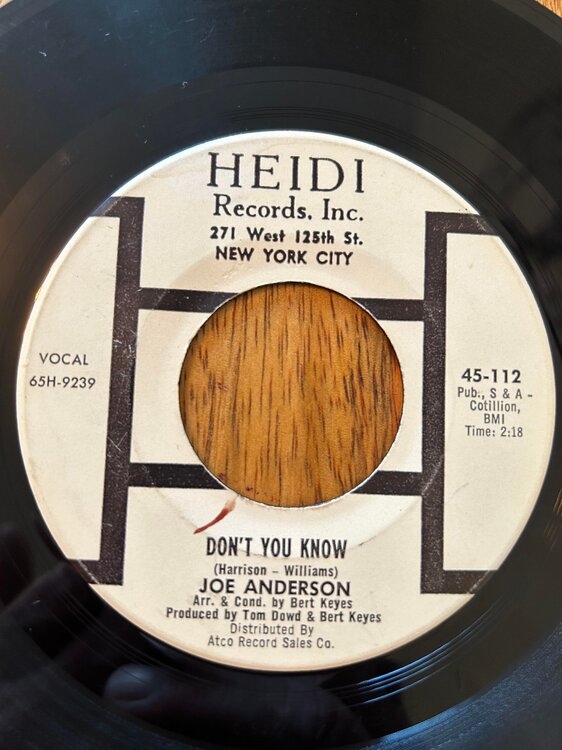 HEIDI
Records, Inc.
271 West 125th St.
NEW YORK CITY
VOCAL
65H-9239
45-112
Pub., S & A -
Cotillion,
BMI
Time: 2:18
DON'T YOU KNOW
(Harrison - Williams)
JOE ANDERSON
Arr. & Cond. by Bert Keyes
Produced by Tom Dowd & Bert Keyes
Distributed By
Atco Record Sales Co.